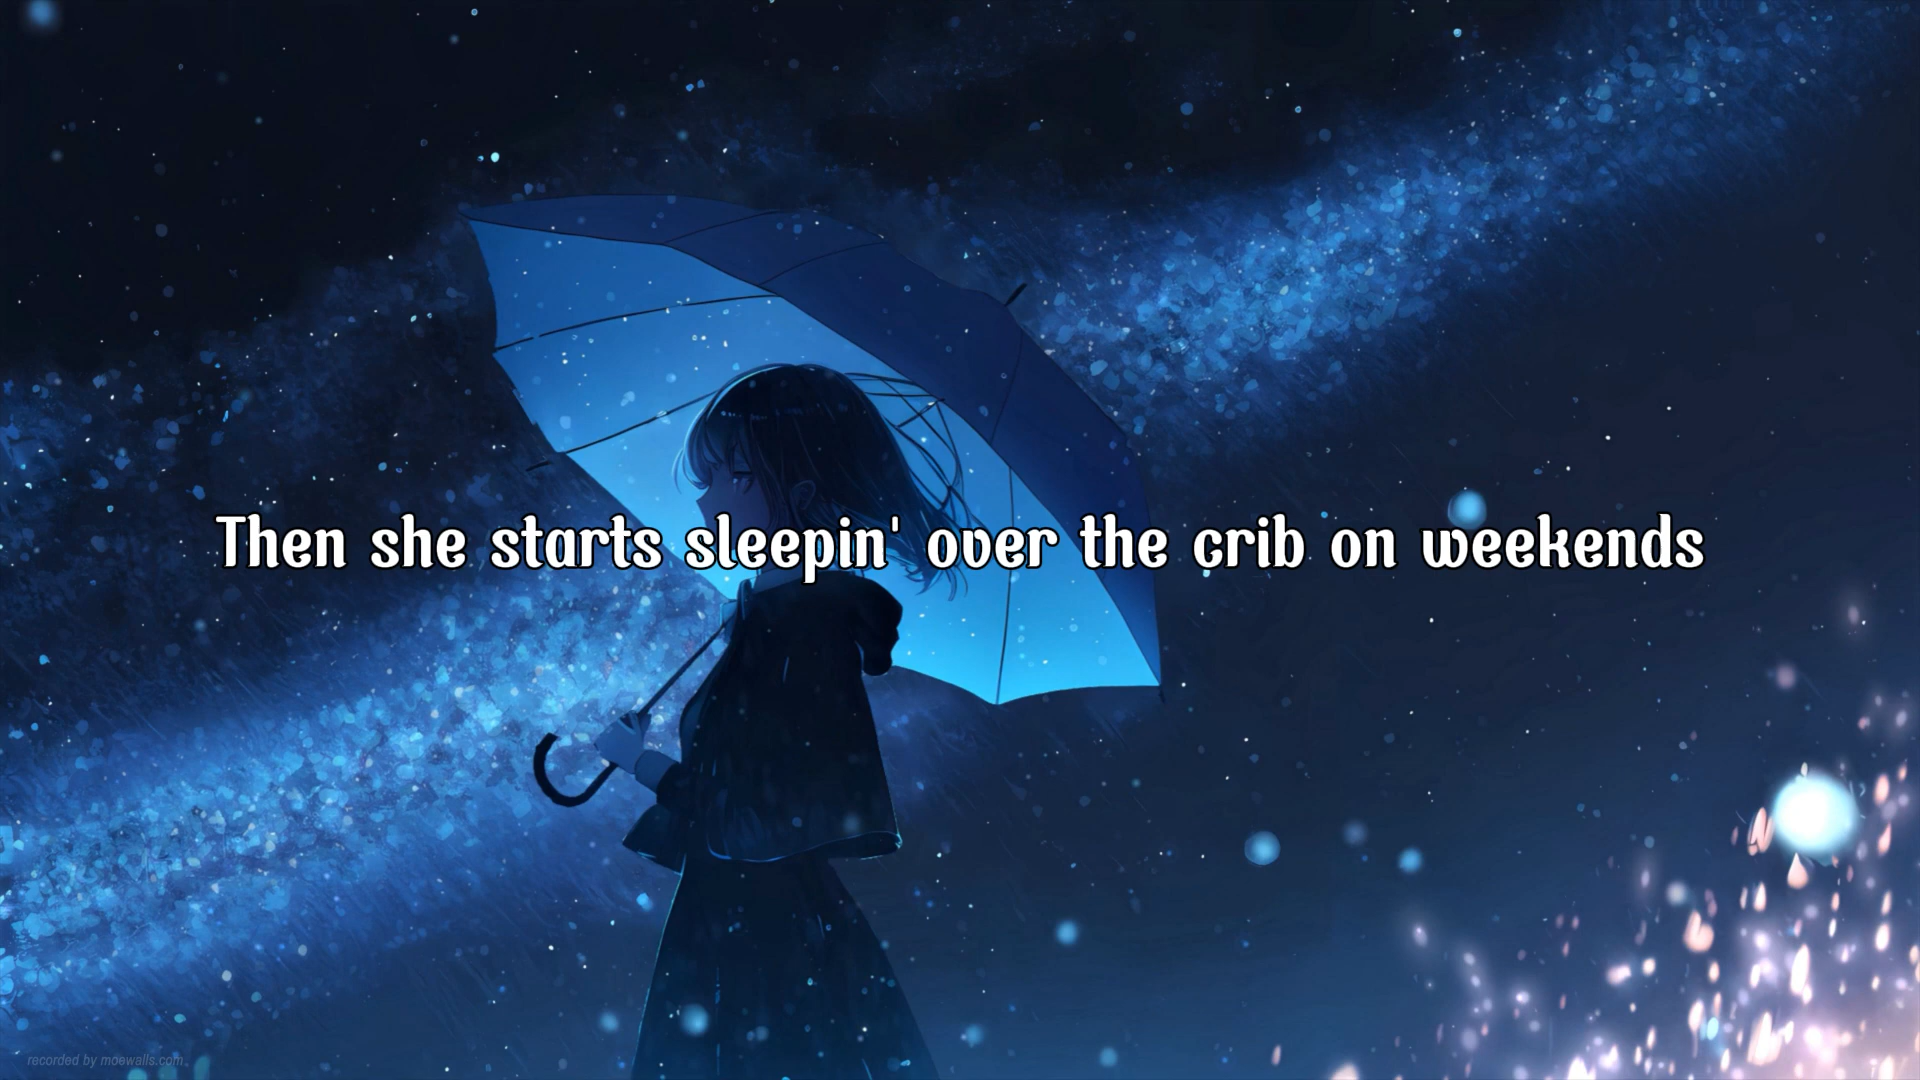 Then she starts sleepin' over the crib on weekends
recorded by moewalls.com